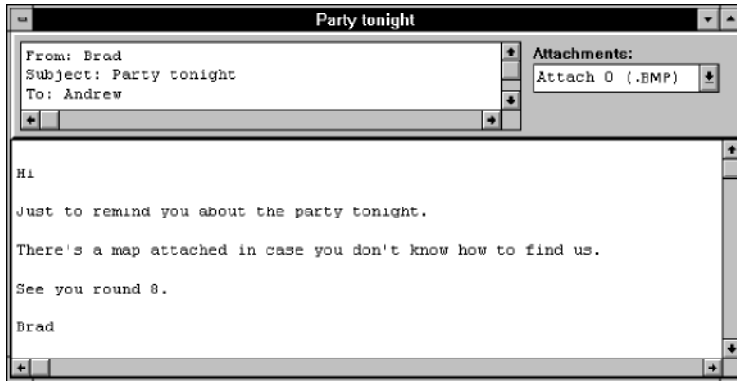 Party tonight
From: Brad
Subject: Party tonight
To: Andrew
Attachments:
Attach 0 (.BMP)
Hi
Just to remind you about the party tonight.
There's a map attached in case you don't know how to find us.
See you round 8.
Brad